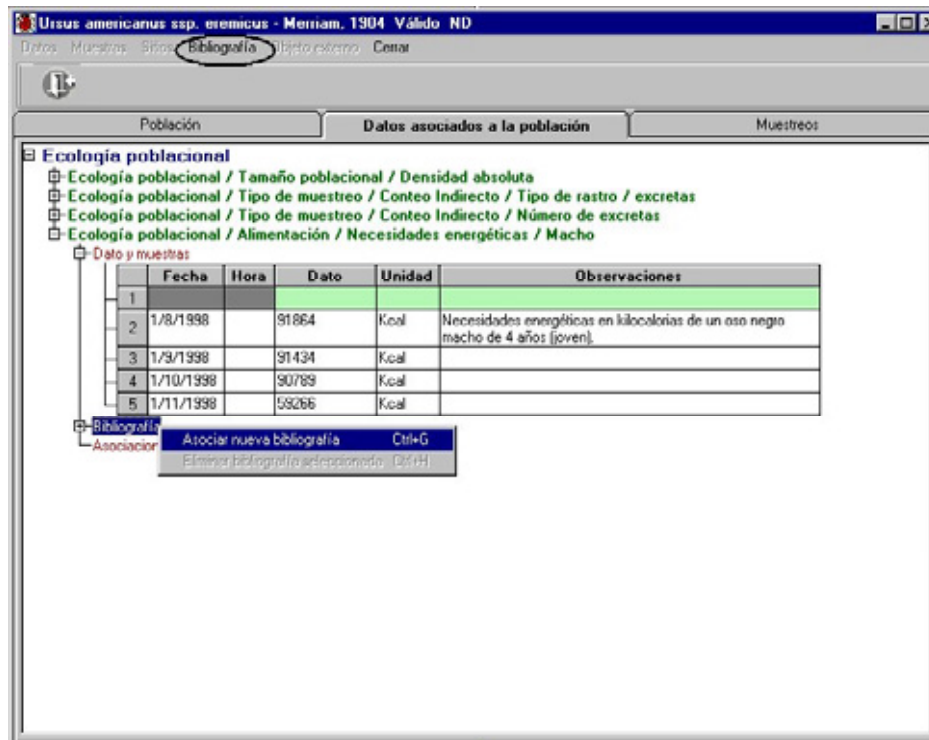 Ursus americanus ssp. eremicus - Merriam, 1904 Válido ND
Datos Muestras Sitios Bibliografía Objeto externo Cerrar
Población Datos asociados a la población Muestreos
Ecología poblacional
Ecología poblacional / Tamaño poblacional / Densidad absoluta
Ecología poblacional / Tipo de muestreo / Conteo Indirecto / Tipo de rastro / excretas
Ecología poblacional / Tipo de muestreo / Conteo Indirecto / Número de excretas
Ecología poblacional / Alimentación / Necesidades energéticas / Macho
Dato y muestras
Fecha Hora Dato Unidad Observaciones
1
2 1/8/1998 91864 Kcal Necesidades energéticas en kilocalorias de un oso negro
macho de 4 años (joven).
3 1/9/1998 91434 Kcal
4 1/10/1998 90789 Kcal
5 1/11/1998 59266 Kcal
Bibliografía
Asociar nueva bibliografía Ctrl+G
Asociacion
Eliminar bibliografía seleccionada Ctrl+H